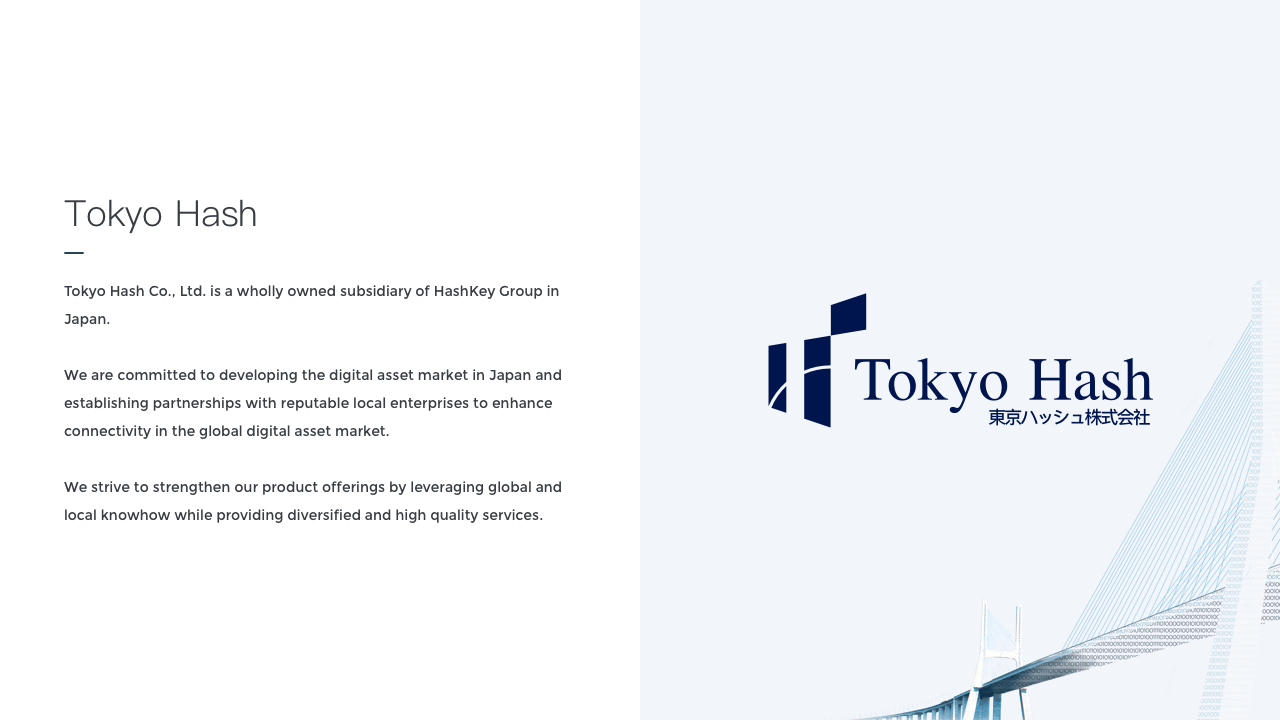 Tokyo Hash
Tokyo Hash Co., Ltd. is a wholly owned subsidiary of HashKey Group in
Japan.
We are committed to developing the digital asset market in Japan and
establishing partnerships with reputable local enterprises to enhance
connectivity in the global digital asset market.
We strive to strengthen our product offerings by leveraging global and
local knowhow while providing diversified and high quality services.
Tokyo Hash
東京ハッシュ株式会社